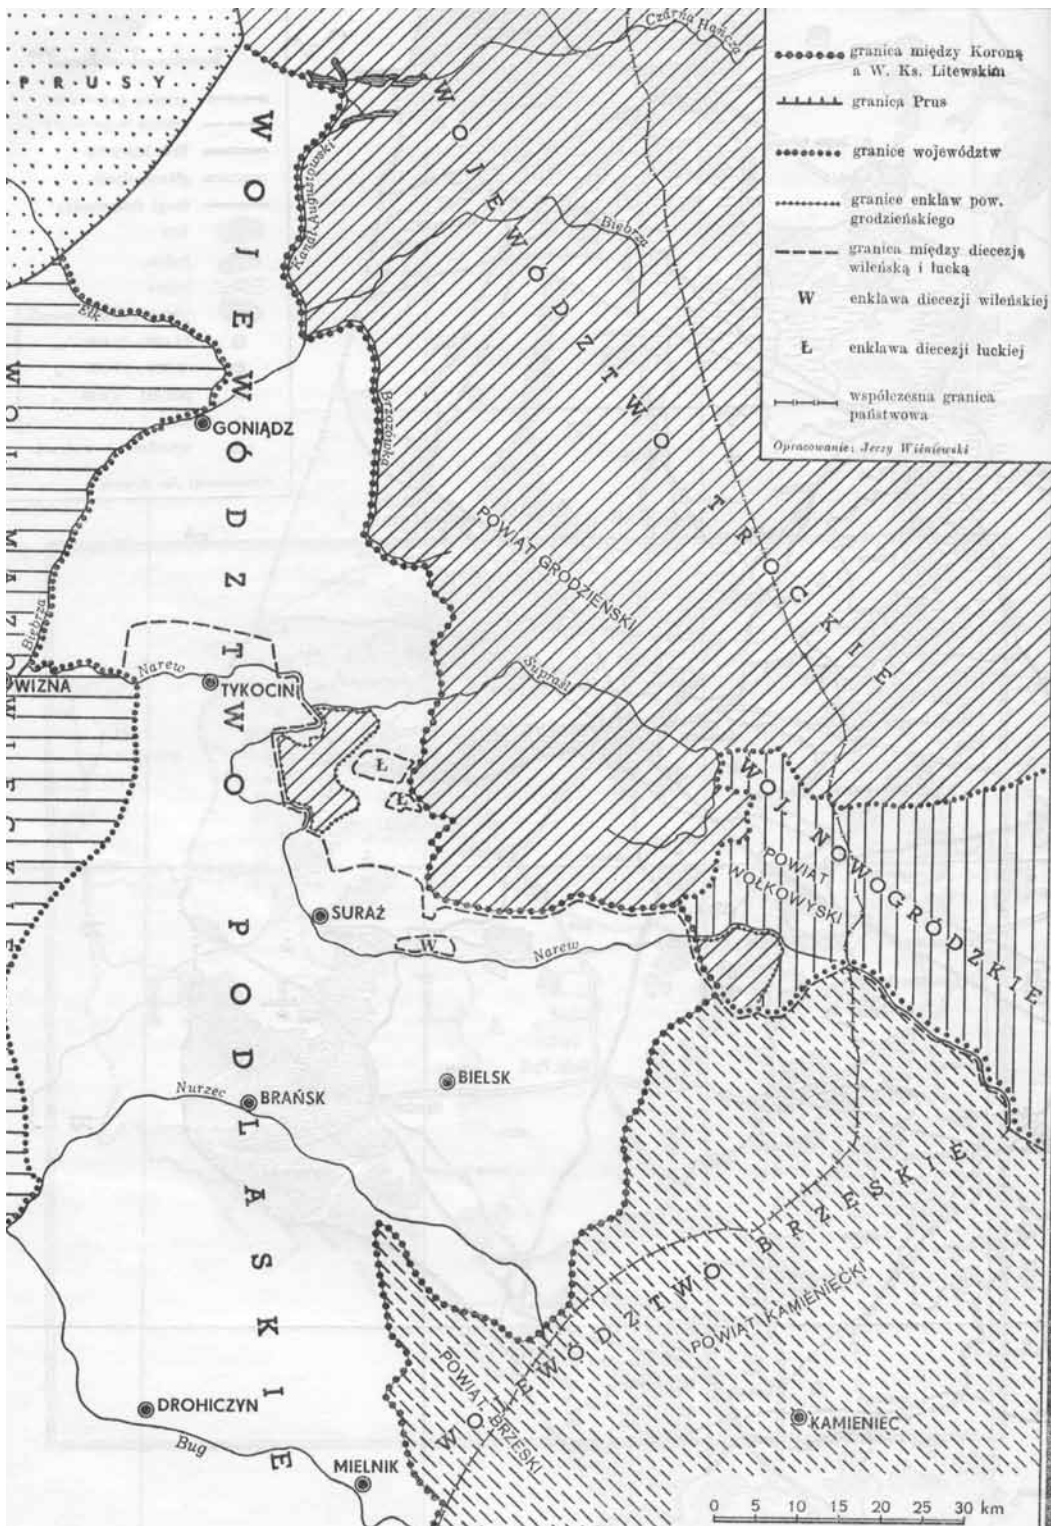 granica między Koroną
a W. Ks. Litewskim
granica Prus
granice województw
granice enklaw pow.
grodzieńskiego
granica między diecezją
wileńską i łucką
W enklawa diecezji wileńskiej
Ł enklawa diecezji łuckiej
współczesna granica
państwowa
Opracowanie: Jerzy Wiśniewski
PRUSY
Czarna Hańcza
WOJEWÓDZTWO TROCKIE
Kanał Augustowski
Biebrza
Ełk
WOJEWÓDZTWO PODLASKIE
GONIĄDZ
Brzozówka
POWIAT GRODZIEŃSKI
Biebrza
WIZNA
Narew
TYKOCIN
Supraśl
Ł
Ł
WOJ. NOWOGRÓDZKIE
POWIAT
WOŁKOWYSKI
SURAŻ
W
Narew
BIELSK
Nurzec
BRAŃSK
WOJEWÓDZTWO BRZESKIE
POWIAT KAMIENIECKI
POWIAT BRZESKI
DROHICZYN
KAMIENIEC
Bug
MIELNIK
0 5 10 15 20 25 30 km